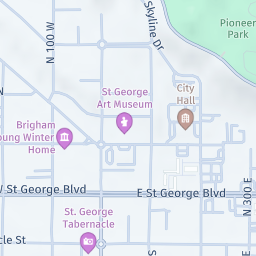 Skyline Dr
N 100 W
Pioneer
Park
St George
Art Museum
City
Hall
Brigham
oung Winter
Home
W St George Blvd
E St George Blvd
N 300 E
St. George
Tabernacle
cle St